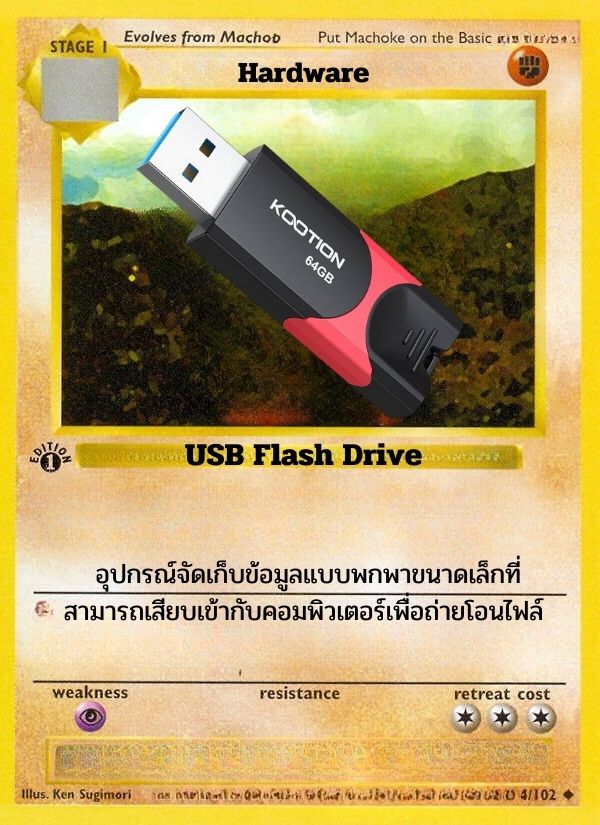 STAGE 1
Evolves from Machop
Put Machoke on the Basic
Hardware
KOOTION
64GB
EDITION
1
USB Flash Drive
อุปกรณ์จัดเก็บข้อมูลแบบพกพาขนาดเล็กที่
สามารถเสียบเข้ากับคอมพิวเตอร์เพื่อถ่ายโอนไฟล์
weakness
resistance
retreat cost
Illus. Ken Sugimori
4/102